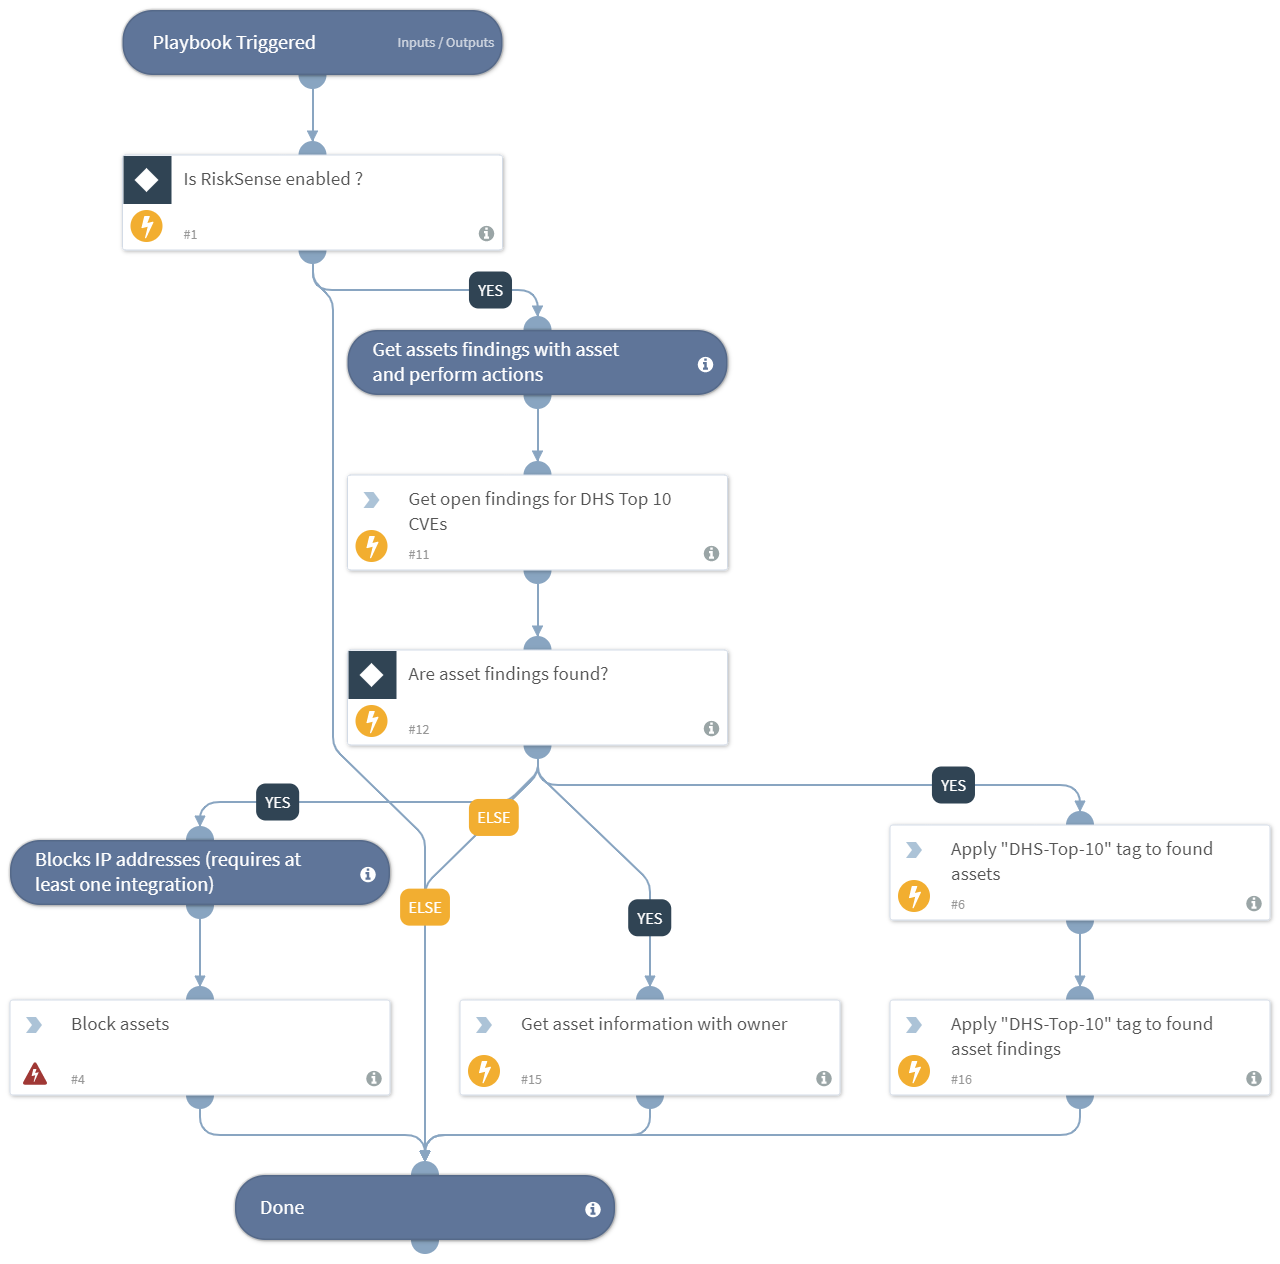 Playbook Triggered
Inputs / Outputs
Is RiskSense enabled ?
#1
YES
Get assets findings with asset
and perform actions
Get open findings for DHS Top 10
CVEs
#11
Are asset findings found?
#12
YES
YES
ELSE
Blocks IP addresses (requires at
least one integration)
Apply "DHS-Top-10" tag to found
assets
#6
ELSE
YES
Block assets
#4
Get asset information with owner
#15
Apply "DHS-Top-10" tag to found
asset findings
#16
Done